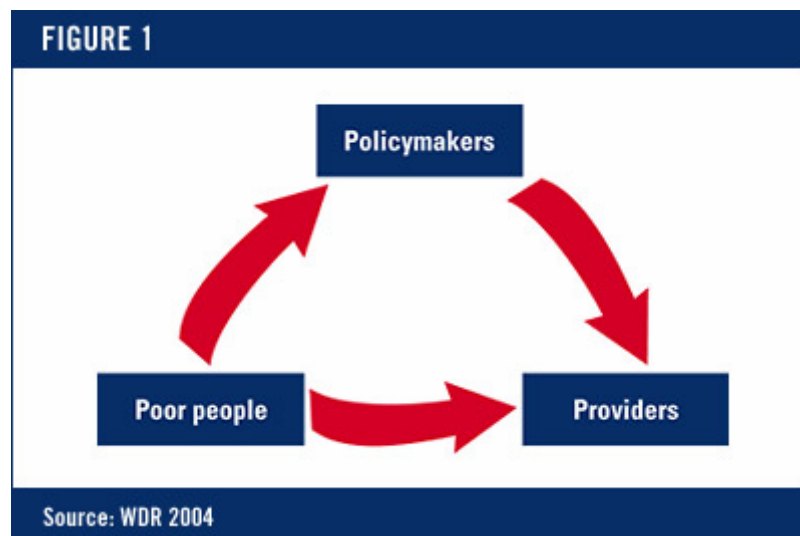 FIGURE 1
Policymakers
Poor people
Providers
Source: WDR 2004